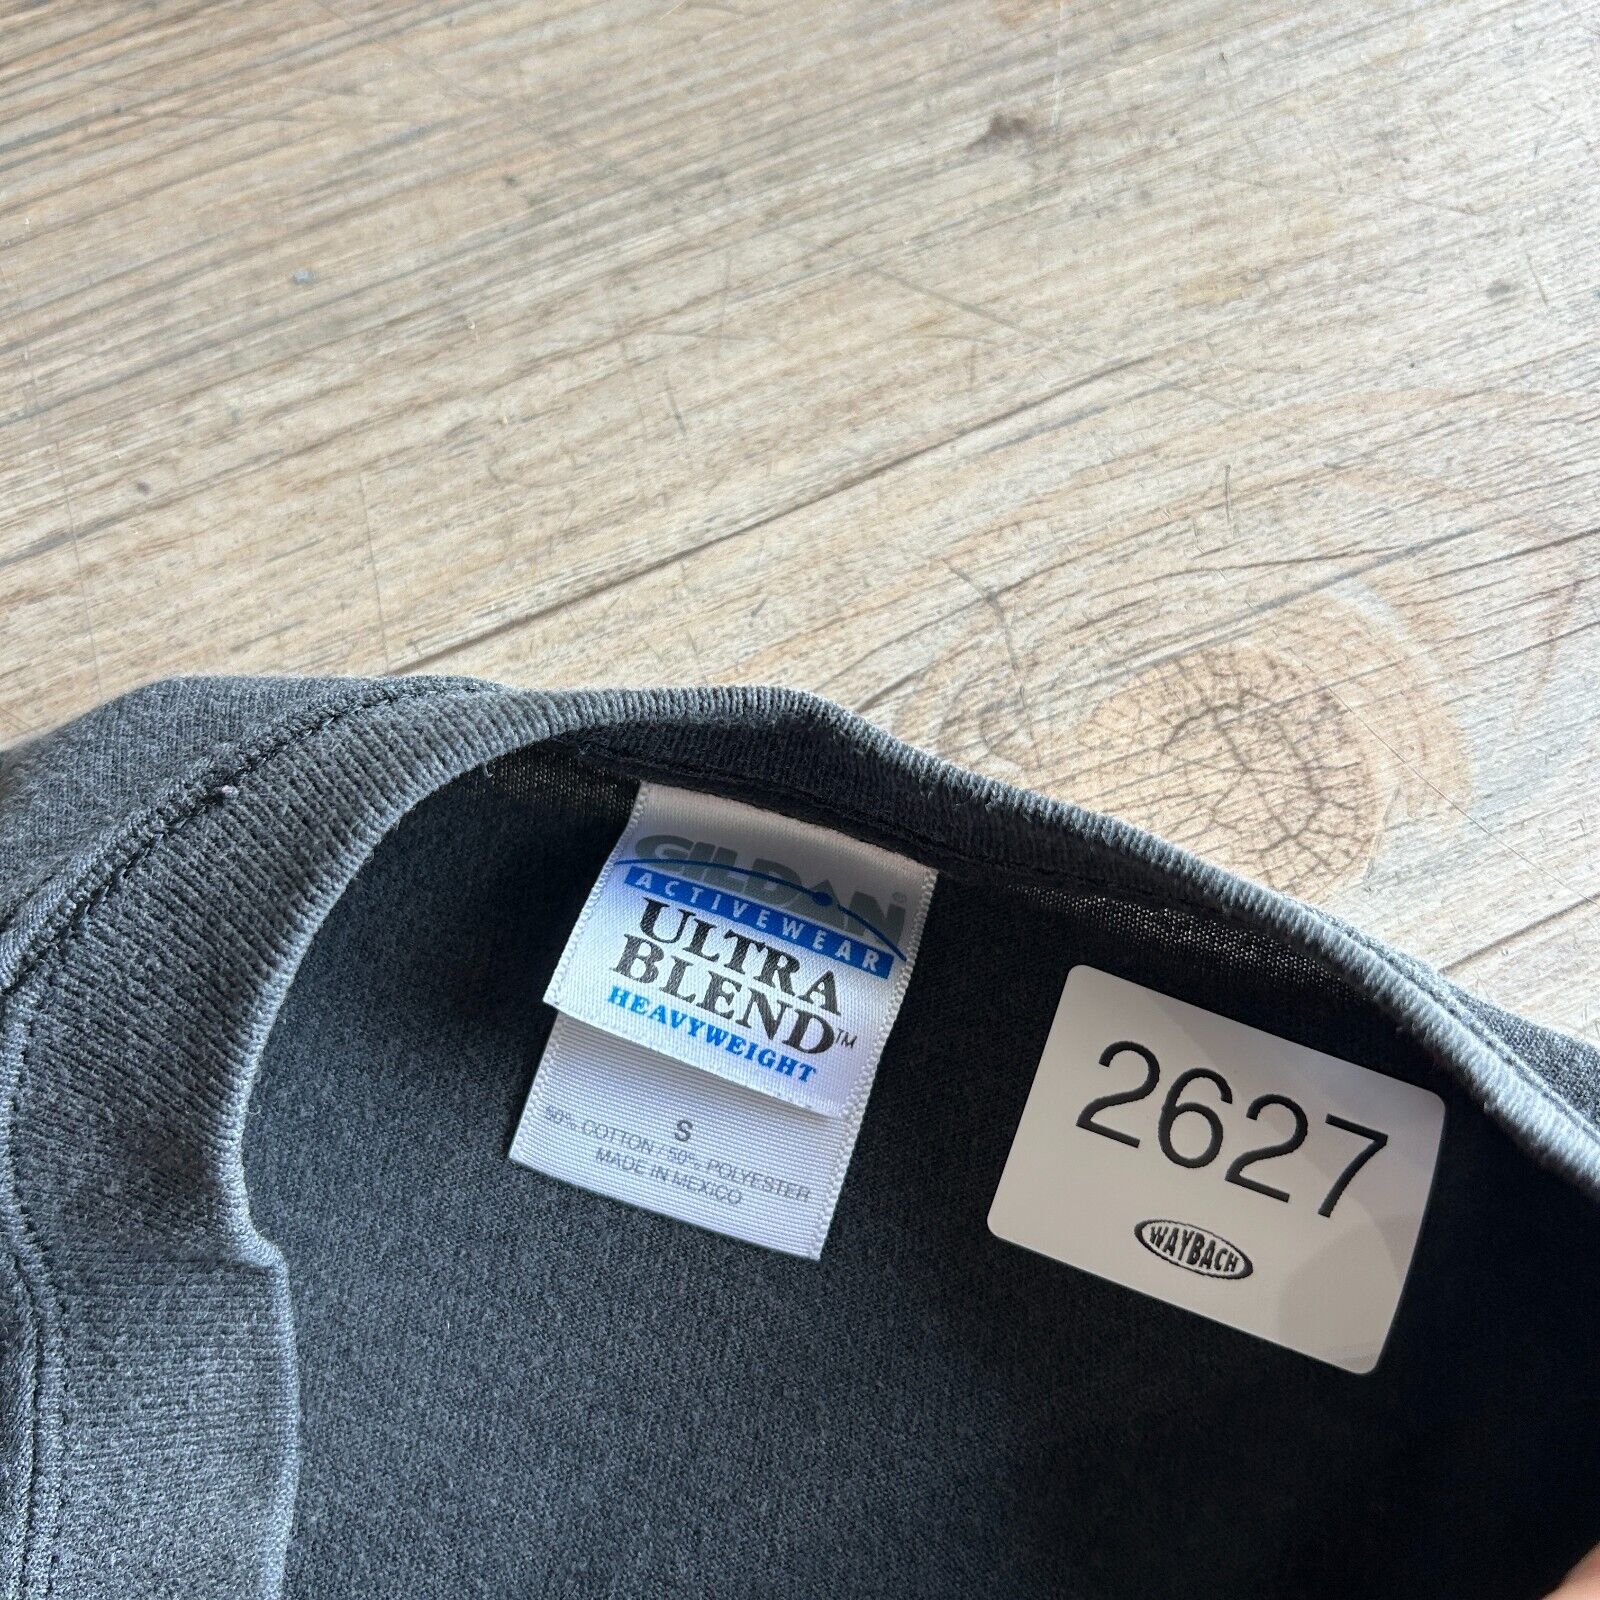 GILDAN®
ACTIVEWEAR
ULTRA
BLEND™
HEAVYWEIGHT
S
50% COTTON / 50% POLYESTER
MADE IN MEXICO
2627
WAYBACH